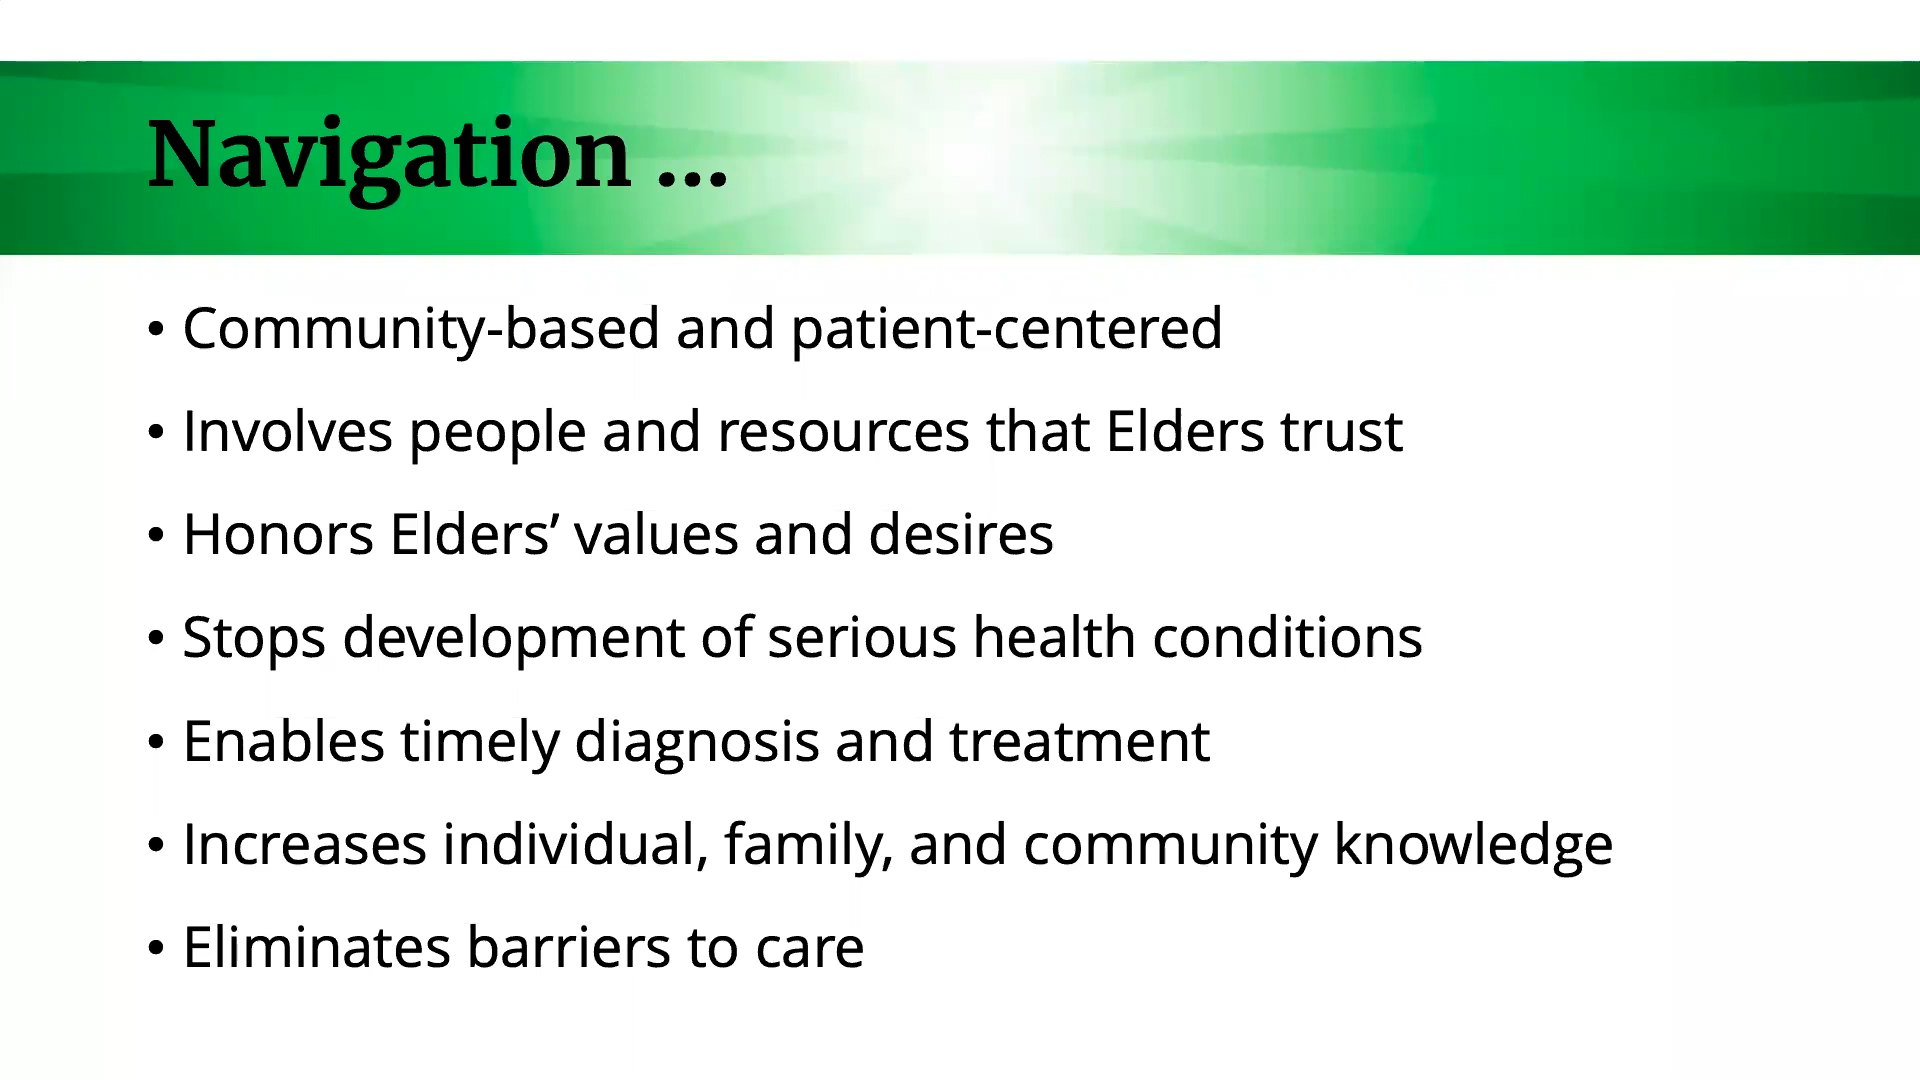 Navigation ...
• Community-based and patient-centered
• Involves people and resources that Elders trust
• Honors Elders’ values and desires
• Stops development of serious health conditions
• Enables timely diagnosis and treatment
• Increases individual, family, and community knowledge
• Eliminates barriers to care